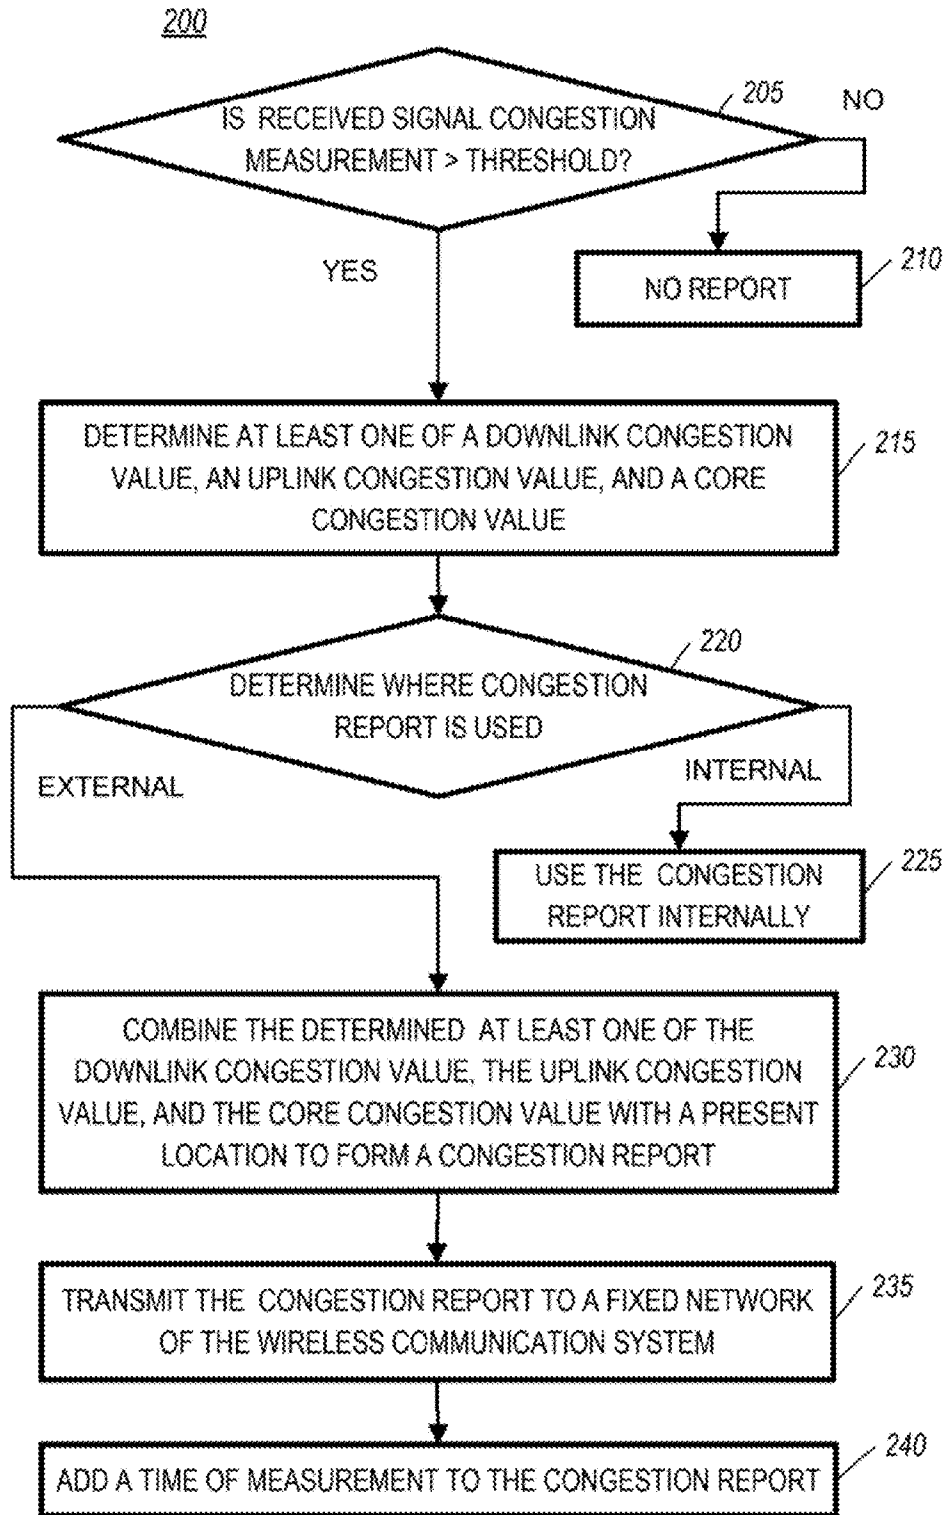 200
IS RECEIVED SIGNAL CONGESTION
MEASUREMENT > THRESHOLD?
205
NO
YES
NO REPORT
210
DETERMINE AT LEAST ONE OF A DOWNLINK CONGESTION
VALUE, AN UPLINK CONGESTION VALUE, AND A CORE
CONGESTION VALUE
215
DETERMINE WHERE CONGESTION
REPORT IS USED
220
EXTERNAL
INTERNAL
USE THE CONGESTION
REPORT INTERNALLY
225
COMBINE THE DETERMINED AT LEAST ONE OF THE
DOWNLINK CONGESTION VALUE, THE UPLINK CONGESTION
VALUE, AND THE CORE CONGESTION VALUE WITH A PRESENT
LOCATION TO FORM A CONGESTION REPORT
230
TRANSMIT THE CONGESTION REPORT TO A FIXED NETWORK
OF THE WIRELESS COMMUNICATION SYSTEM
235
ADD A TIME OF MEASUREMENT TO THE CONGESTION REPORT
240